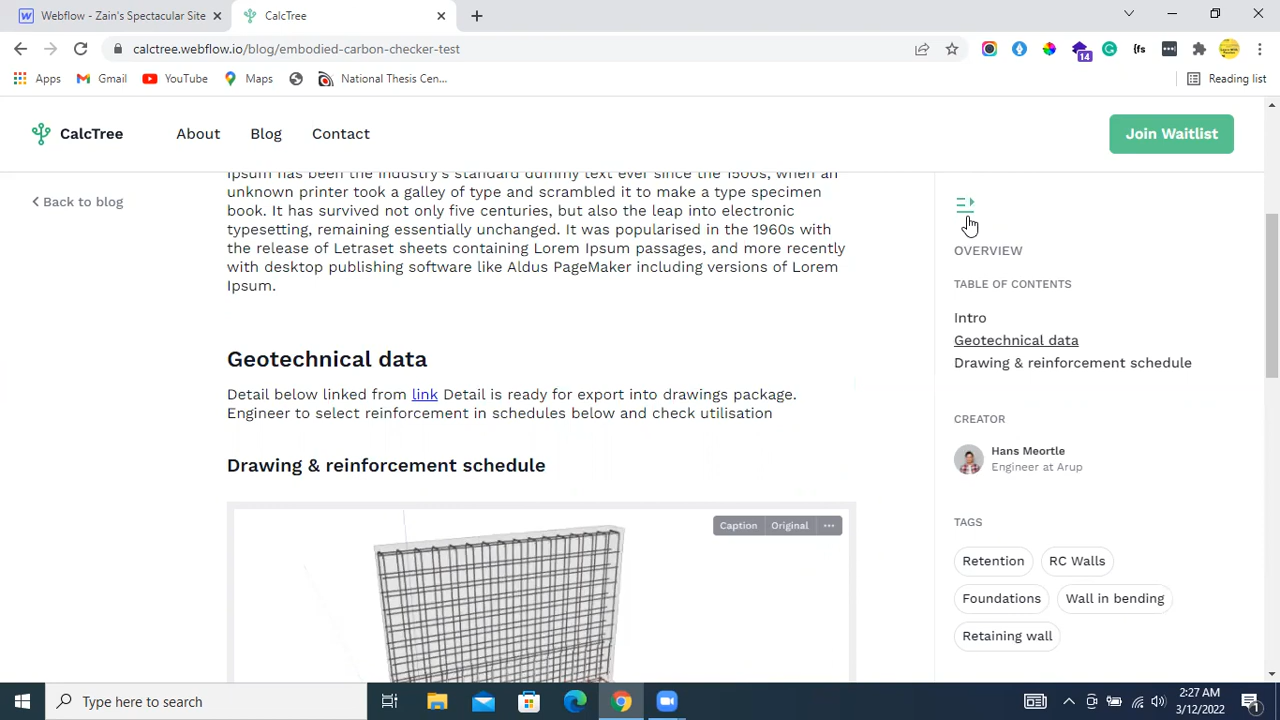 Webflow - Zain's Spectacular Site
CalcTree
calctree.webflow.io/blog/embodied-carbon-checker-test
14
{fs
Apps
Gmail
YouTube
Maps
National Thesis Cen...
Reading list
CalcTree
About
Blog
Contact
Join Waitlist
Back to blog
Ipsum has been the industry's standard dummy text ever since the 1500s, when an
unknown printer took a galley of type and scrambled it to make a type specimen
book. It has survived not only five centuries, but also the leap into electronic
typesetting, remaining essentially unchanged. It was popularised in the 1960s with
the release of Letraset sheets containing Lorem Ipsum passages, and more recently
with desktop publishing software like Aldus PageMaker including versions of Lorem
Ipsum.
Geotechnical data
Detail below linked from link Detail is ready for export into drawings package.
Engineer to select reinforcement in schedules below and check utilisation
Drawing & reinforcement schedule
Caption
Original
OVERVIEW
TABLE OF CONTENTS
Intro
Geotechnical data
Drawing & reinforcement schedule
CREATOR
Hans Meortle
Engineer at Arup
TAGS
Retention
RC Walls
Foundations
Wall in bending
Retaining wall
Type here to search
2:27 AM
3/12/2022
1